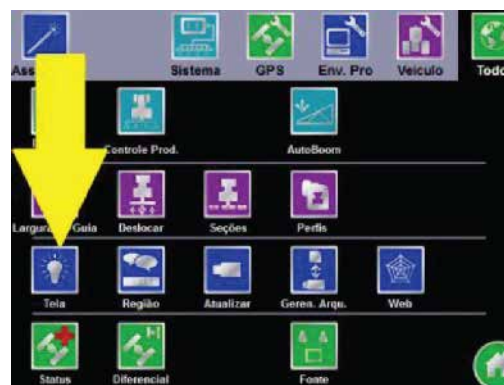 Sistema GPS Env. Pro Veiculo
Controle Prod. AutoBoom
Guia Deslocar Seções Perfis
Tela Região Atualizar Geren. Arqu. Web
Status Diferencial Fonte